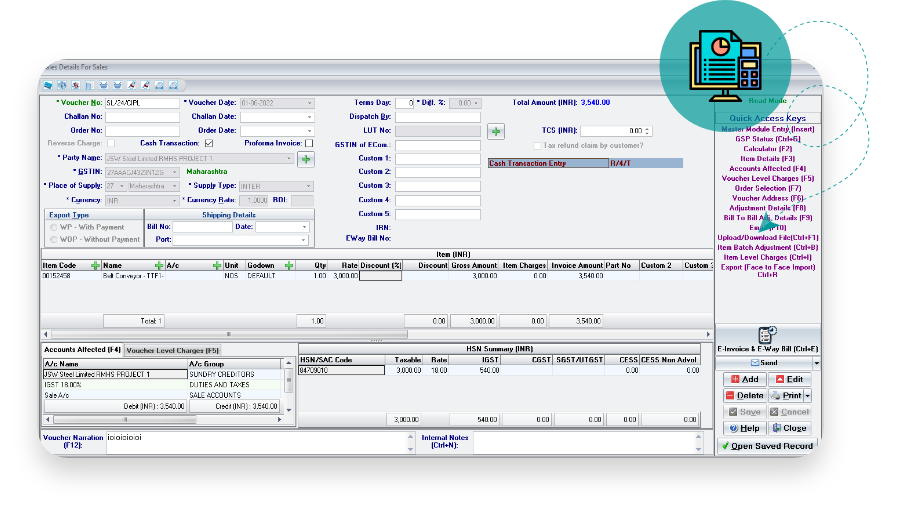 ales Details For Sales
* Voucher No: SL/24/CIPL * Voucher Date: 01-06-2022 Terms Day: 0 * Diff. %: 0.00 Total Amount (INR): 3,540.00
Challan No: Challan Date: Dispatch By:
Order No: Order Date: LUT No: TCS (INR): 0.00
Reverse Charge: Cash Transaction: Proforma Invoice: GSTIN of ECom.: Tax refund claim by customer?
* Party Name: JSW Steel Limited RMHS PROJECT 1 Custom 1: Cash Transaction Entry R/4/T
* GSTIN: Maharashtra Custom 2:
* Place of Supply: 27 Maharashtra * Supply Type: INTER Custom 3:
* Currency: INR * Currency Rate: 1.0000 BOI: Custom 4:
Export Type Shipping Details Custom 5:
WP - With Payment Bill No: Date: IRN:
WOP - Without Payment Port: EWay Bill No:
Item (INR)
Item Code Name A/c Unit Godown Qty Rate Discount (%) Discount Gross Amount Item Charges Invoice Amount Part No Custom 2 Custom 3
00152458 Belt Conveyor - TTF1- NOS DEFAULT 1.00 3,000.00 3,000.00 0.00 3,540.00
Total: 1 1.00 0.00 3,000.00 0.00 3,540.00
Accounts Affected (F4) Voucher Level Charges (F5)
A/c Name A/c Group
JSW Steel Limited RMHS PROJECT 1 SUNDRY CREDITORS
IGST 18.00% DUTIES AND TAXES
Sale A/c SALE ACCOUNTS
Debit (INR) : 3,540.00 Credit (INR) : 3,540.00
HSN Summary (INR)
HSN/SAC Code Taxable Rate IGST CGST SGST/UTGST CESS CESS Non Advol
84709010 3,000.00 18.00 540.00 0.00 0.00
3,000.00 540.00 0.00 0.00 0.00 0.00
Voucher Narration (F12): ioioioioioi Internal Notes (Ctrl+N):
Read Mode
Quick Access Keys
Master Module Entry (Insert)
GSP Status (Ctrl+G)
Calculator (F2)
Item Details (F3)
Accounts Affected (F4)
Voucher Level Charges (F5)
Order Selection (F7)
Voucher Address (F6)
Adjustment Details (F8)
Bill To Bill Adj. Details (F9)
Email (F10)
Upload/Download File(Ctrl+F1)
Item Batch Adjustment (Ctrl+B)
Item Level Charges (Ctrl+I)
Export (Face to Face Import)
Ctrl+R
E-Invoice & E-Way Bill (Ctrl+E)
Send
Add Edit
Delete Print
Save Cancel
Help Close
Open Saved Record